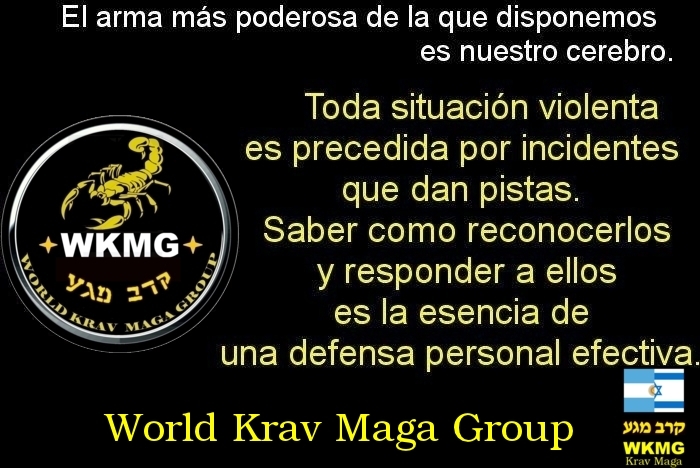 El arma más poderosa de la que disponemos
es nuestro cerebro.
Toda situación violenta
es precedida por incidentes
que dan pistas.
Saber como reconocerlos
y responder a ellos
es la esencia de
una defensa personal efectiva.
WKMG
קרב מגע
WORLD KRAV MAGA GROUP
World Krav Maga Group
קרב מגע
WKMG
Krav Maga